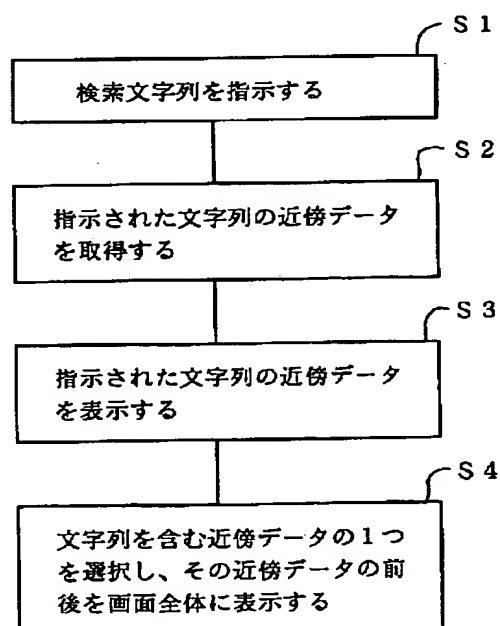 S1
検索文字列を指示する
S2
指示された文字列の近傍データ
を取得する
S3
指示された文字列の近傍データ
を表示する
S4
文字列を含む近傍データの1つ
を選択し、その近傍データの前
後を画面全体に表示する